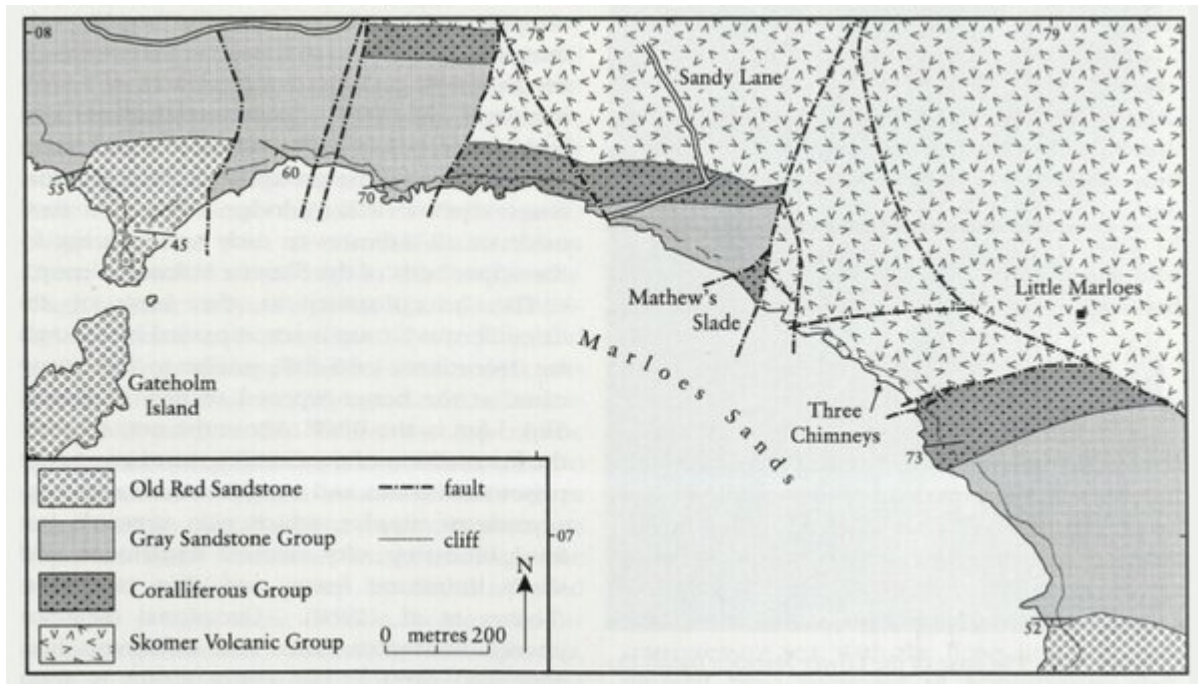 08
78
79
Sandy Lane
55
60
70
45
Mathew's
Slade
Little Marloes
Marloes Sands
Gateholm
Island
Three
Chimneys
73
Old Red Sandstone
fault
Gray Sandstone Group
cliff
07
Coralliferous Group
N
Skomer Volcanic Group
0 metres 200
52